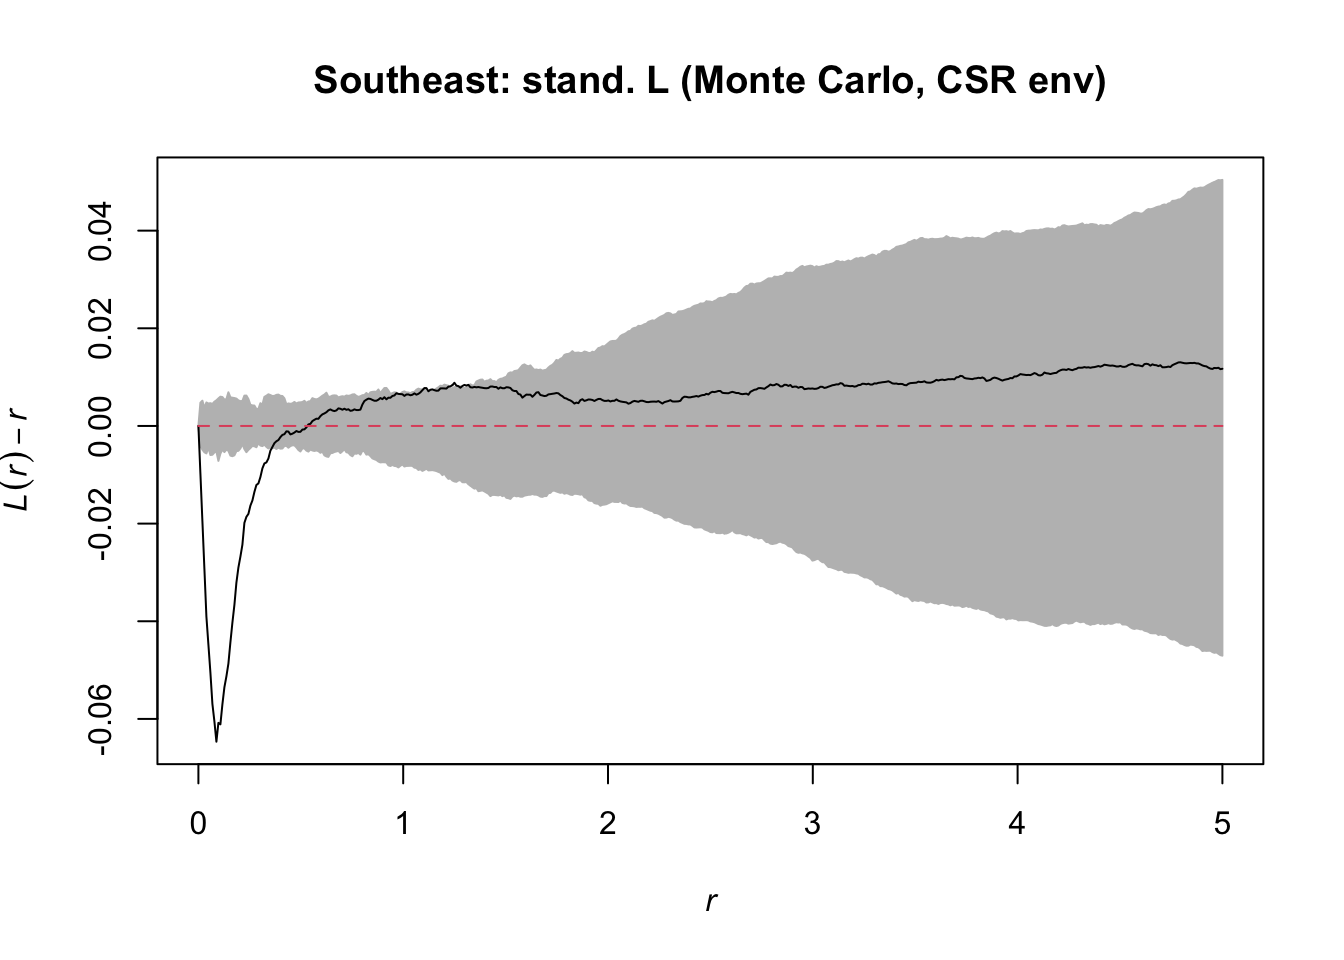 Southeast: stand. L (Monte Carlo, CSR env)
L(r) − r
0.04
0.02
0.00
-0.02
-0.06
0 1 2 3 4 5
r